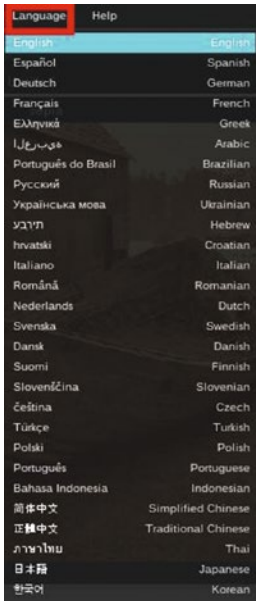 Language Help
English English
Español Spanish
Deutsch German
Français French
Ελληνικά Greek
ةيبرعلا Arabic
Português do Brasil Brazilian
Русский Russian
Українська мова Ukrainian
תירבע Hebrew
hrvatski Croatian
Italiano Italian
Română Romanian
Nederlands Dutch
Svenska Swedish
Dansk Danish
Suomi Finnish
Slovenščina Slovenian
čeština Czech
Türkçe Turkish
Polski Polish
Português Portuguese
Bahasa Indonesia Indonesian
简体中文 Simplified Chinese
正體中文 Traditional Chinese
ภาษาไทย Thai
日本語 Japanese
한국어 Korean